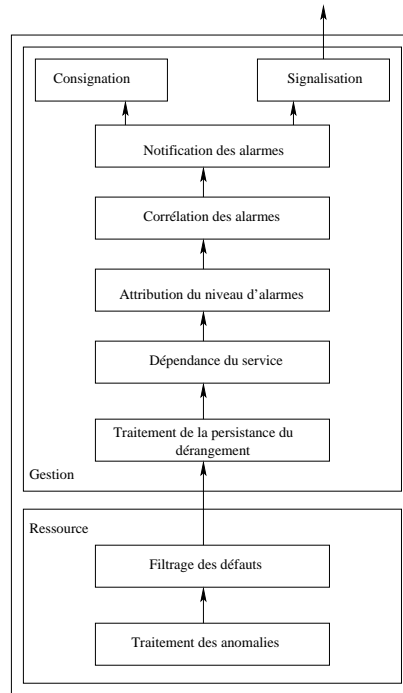 Consignation
Signalisation
Notification des alarmes
Corrélation des alarmes
Attribution du niveau d'alarmes
Dépendance du service
Traitement de la persistance du
dérangement
Gestion
Ressource
Filtrage des défauts
Traitement des anomalies